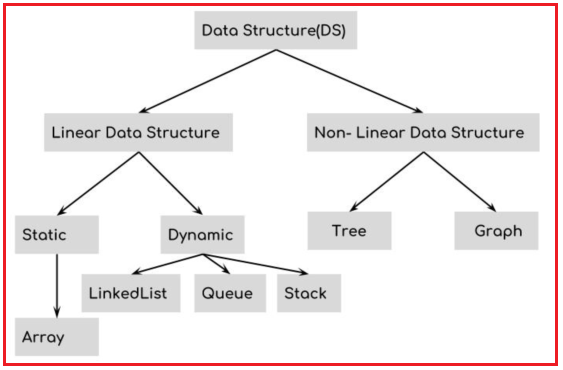 Data Structure(DS)
Linear Data Structure
Non- Linear Data Structure
Static
Dynamic
Tree
Graph
LinkedList
Queue
Stack
Array